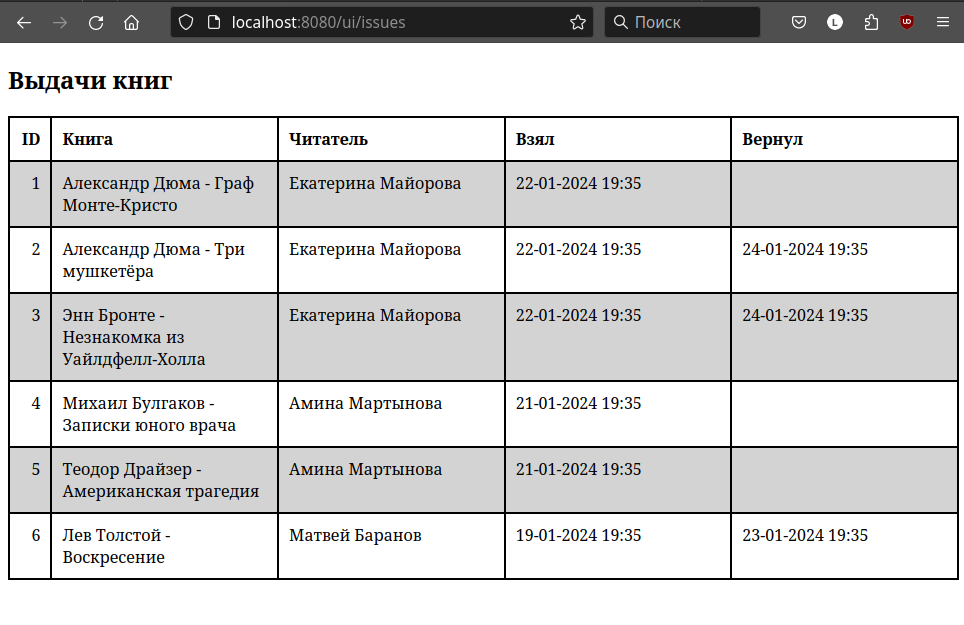 localhost:8080/ui/issues
Поиск
L
UD
Выдачи книг
ID Книга Читатель Взял Вернул
1 Александр Дюма - Граф Екатерина Майорова 22-01-2024 19:35
Монте-Кристо
2 Александр Дюма - Три Екатерина Майорова 22-01-2024 19:35 24-01-2024 19:35
мушкетёра
3 Энн Бронте - Екатерина Майорова 22-01-2024 19:35 24-01-2024 19:35
Незнакомка из
Уайлдфелл-Холла
4 Михаил Булгаков - Амина Мартынова 21-01-2024 19:35
Записки юного врача
5 Теодор Драйзер - Амина Мартынова 21-01-2024 19:35
Американская трагедия
6 Лев Толстой - Матвей Баранов 19-01-2024 19:35 23-01-2024 19:35
Воскресение